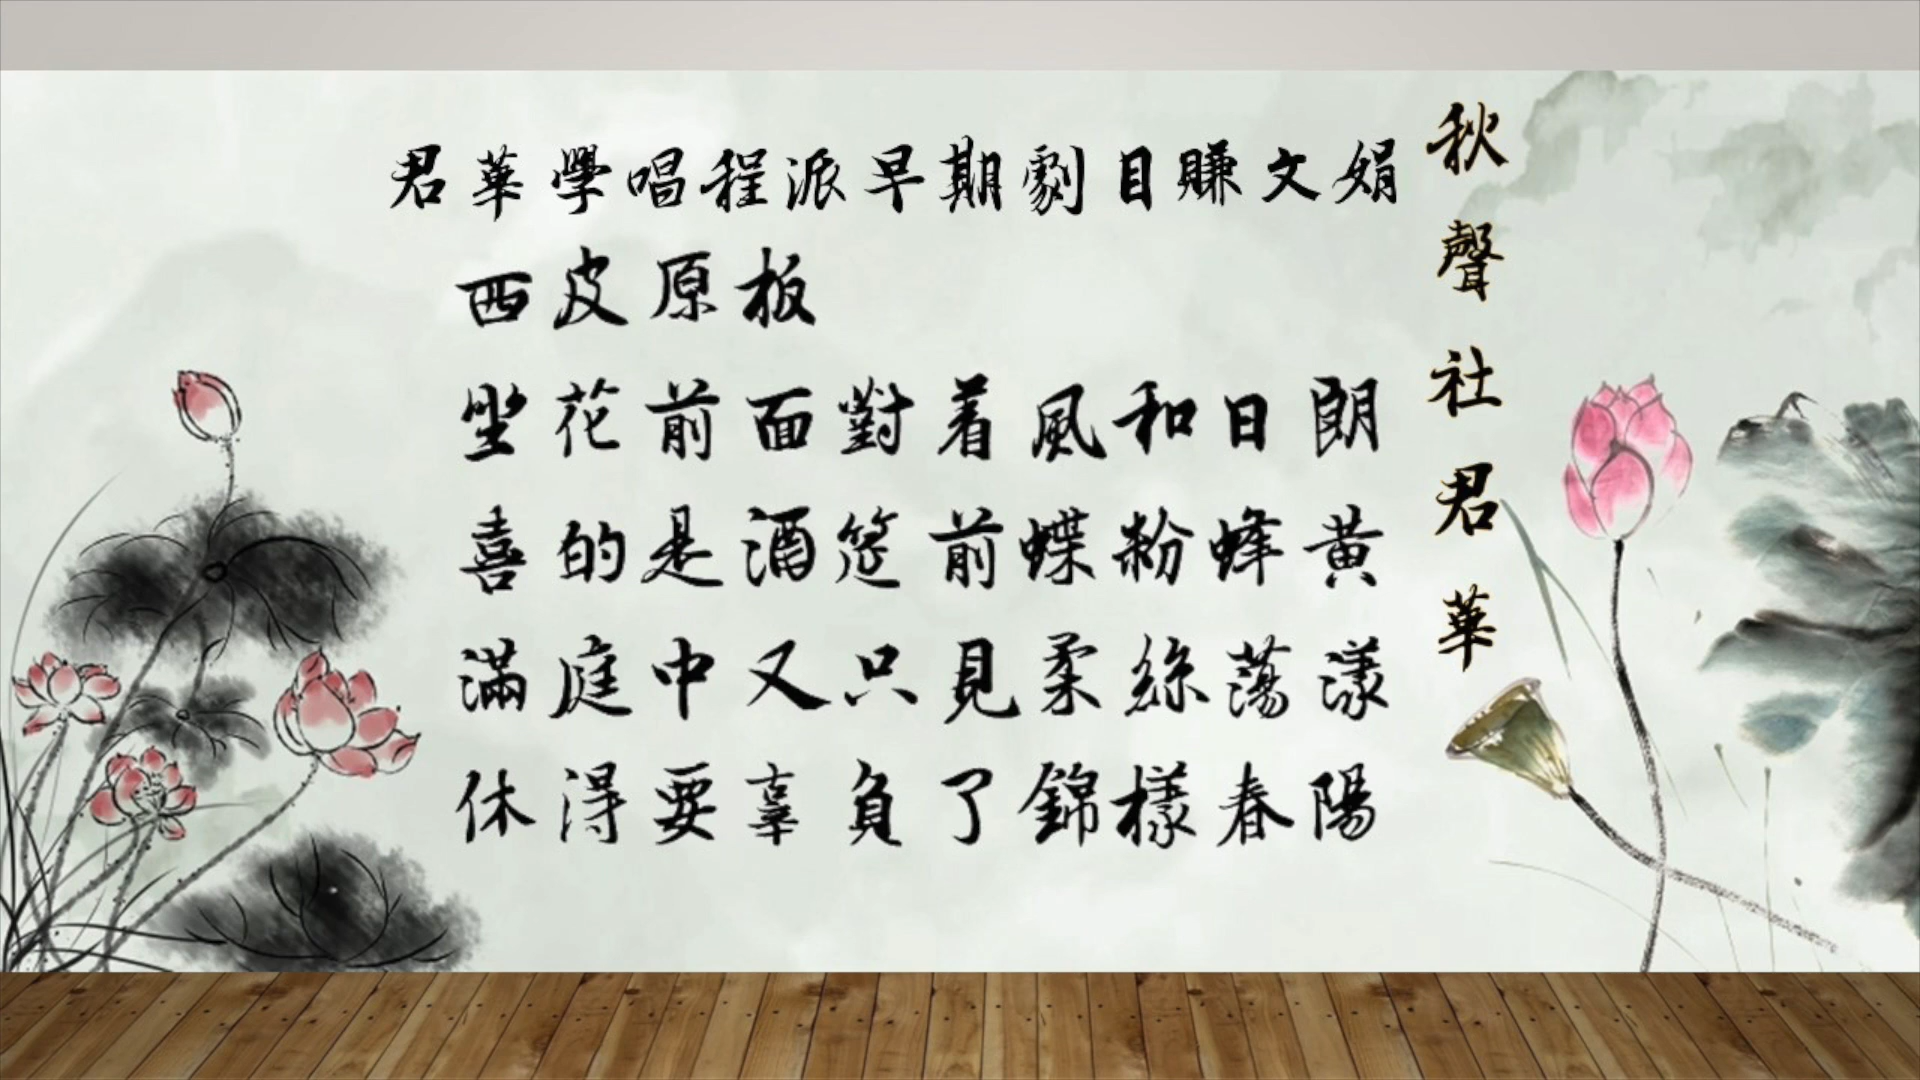 君華學唱程派早期劇目賺文娟
西皮原板
坐花前面對着風和日朗
喜的是酒筵前蝶粉蜂黃
滿庭中又只見柔絲蕩漾
休得要辜負了錦樣春陽
秋聲社君華